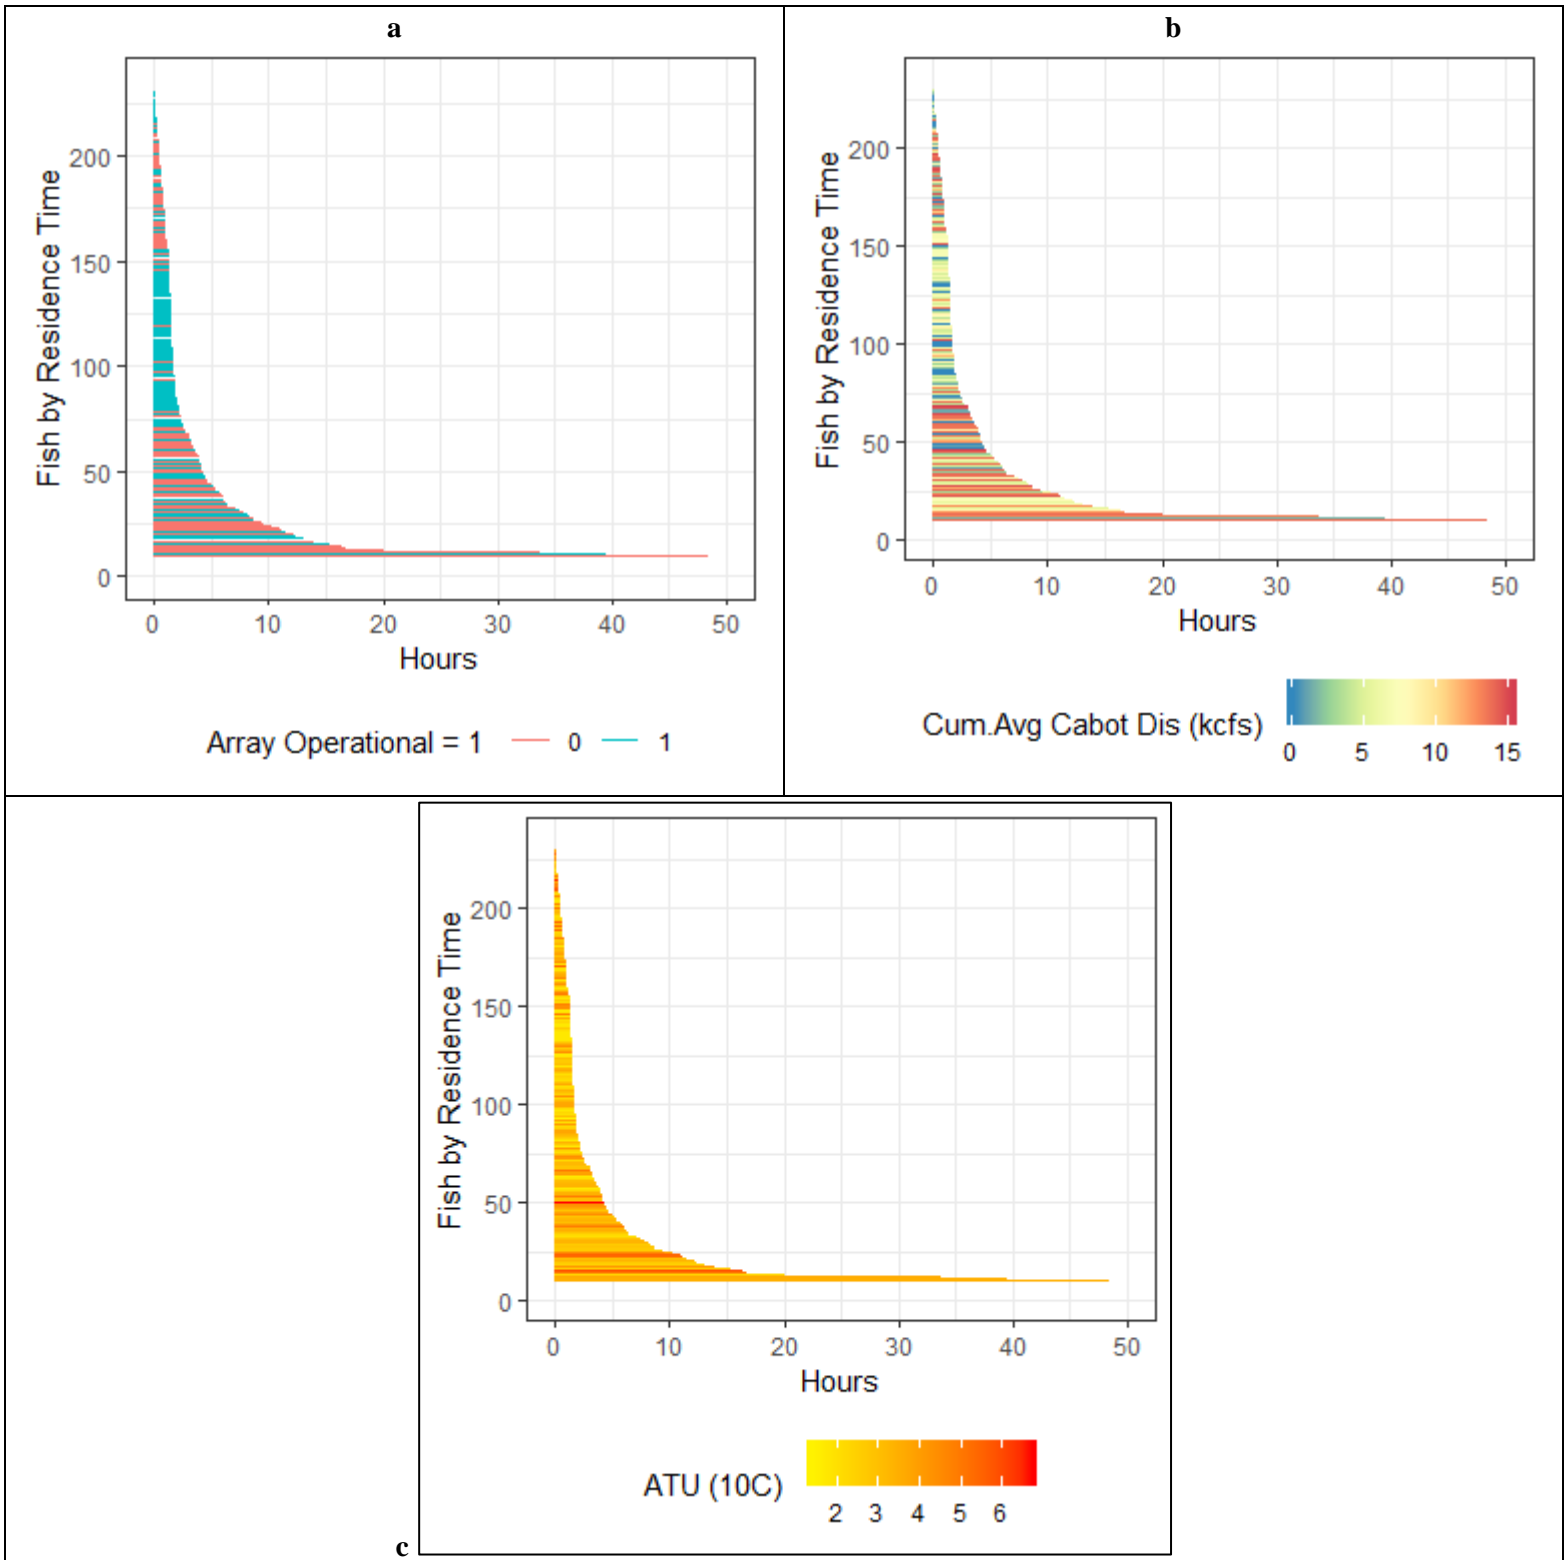 a
Fish by Residence Time
200
150
100
50
0
0 10 20 30 40 50
Hours
Array Operational = 1 0 1
b
Fish by Residence Time
200
150
100
50
0
0 10 20 30 40 50
Hours
Cum.Avg Cabot Dis (kcfs)
0 5 10 15
c
Fish by Residence Time
200
150
100
50
0
0 10 20 30 40 50
Hours
ATU (10C)
2 3 4 5 6